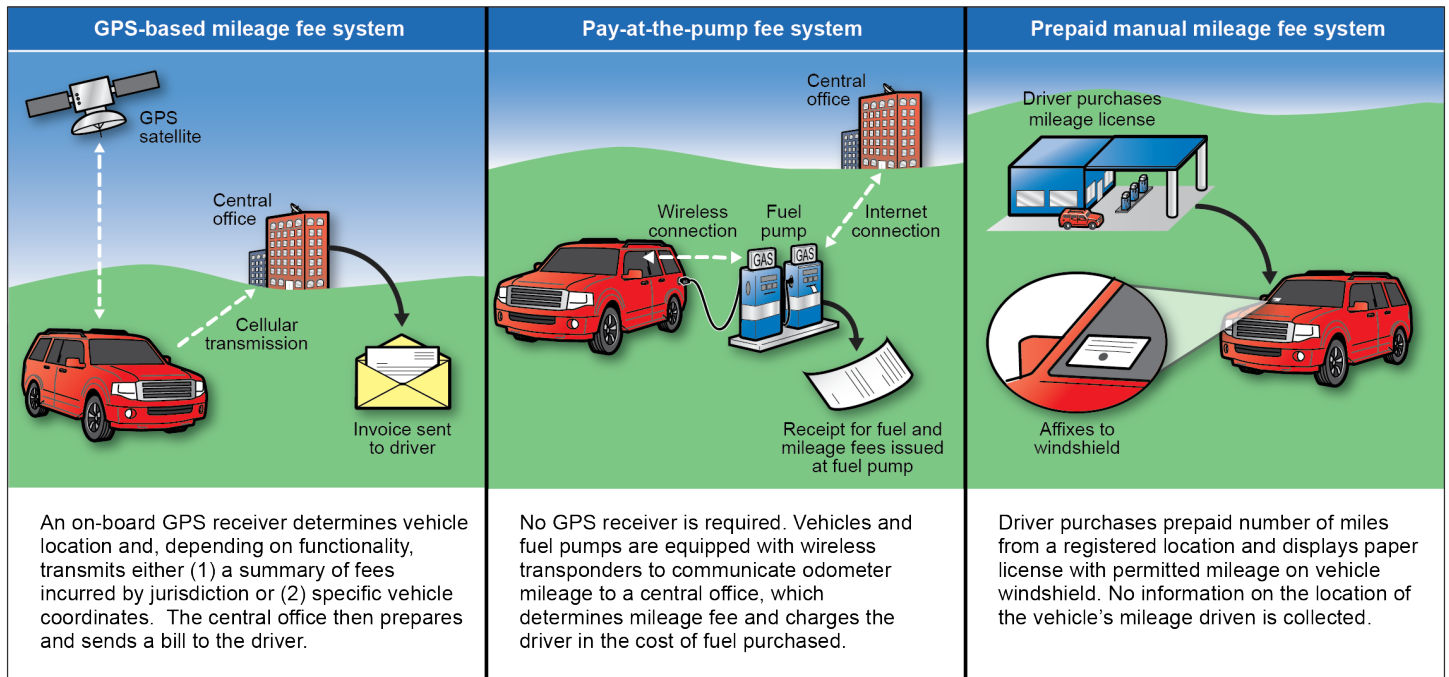 GPS-based mileage fee system
GPS
satellite
Central
office
Cellular
transmission
Invoice sent
to driver
An on-board GPS receiver determines vehicle
location and, depending on functionality,
transmits either (1) a summary of fees
incurred by jurisdiction or (2) specific vehicle
coordinates.  The central office then prepares
and sends a bill to the driver.
Pay-at-the-pump fee system
Central
office
Wireless
connection
Fuel
pump
Internet
connection
GAS
GAS
Receipt for fuel and
mileage fees issued
at fuel pump
No GPS receiver is required. Vehicles and
fuel pumps are equipped with wireless
transponders to communicate odometer
mileage to a central office, which
determines mileage fee and charges the
driver in the cost of fuel purchased.
Prepaid manual mileage fee system
Driver purchases
mileage license
Affixes to
windshield
Driver purchases prepaid number of miles
from a registered location and displays paper
license with permitted mileage on vehicle
windshield. No information on the location of
the vehicle’s mileage driven is collected.